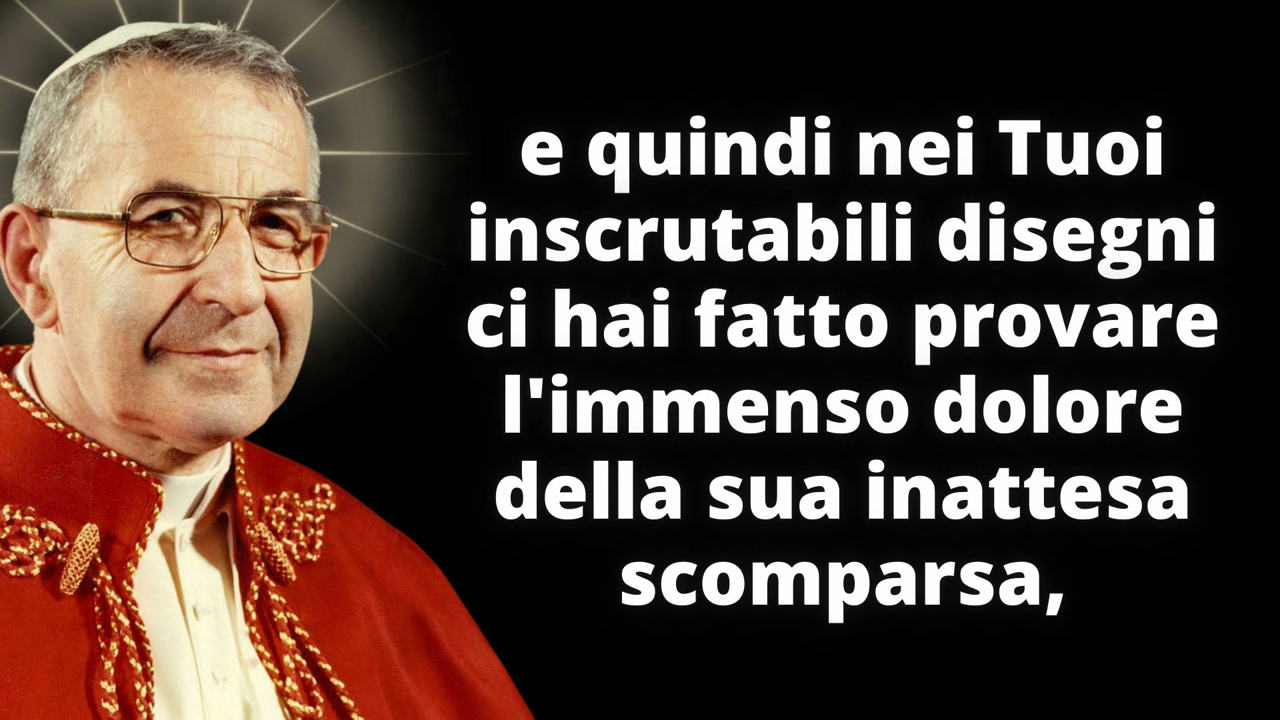 e quindi nei Tuoi
inscrutabili disegni
ci hai fatto provare
l'immenso dolore
della sua inattesa
scomparsa,